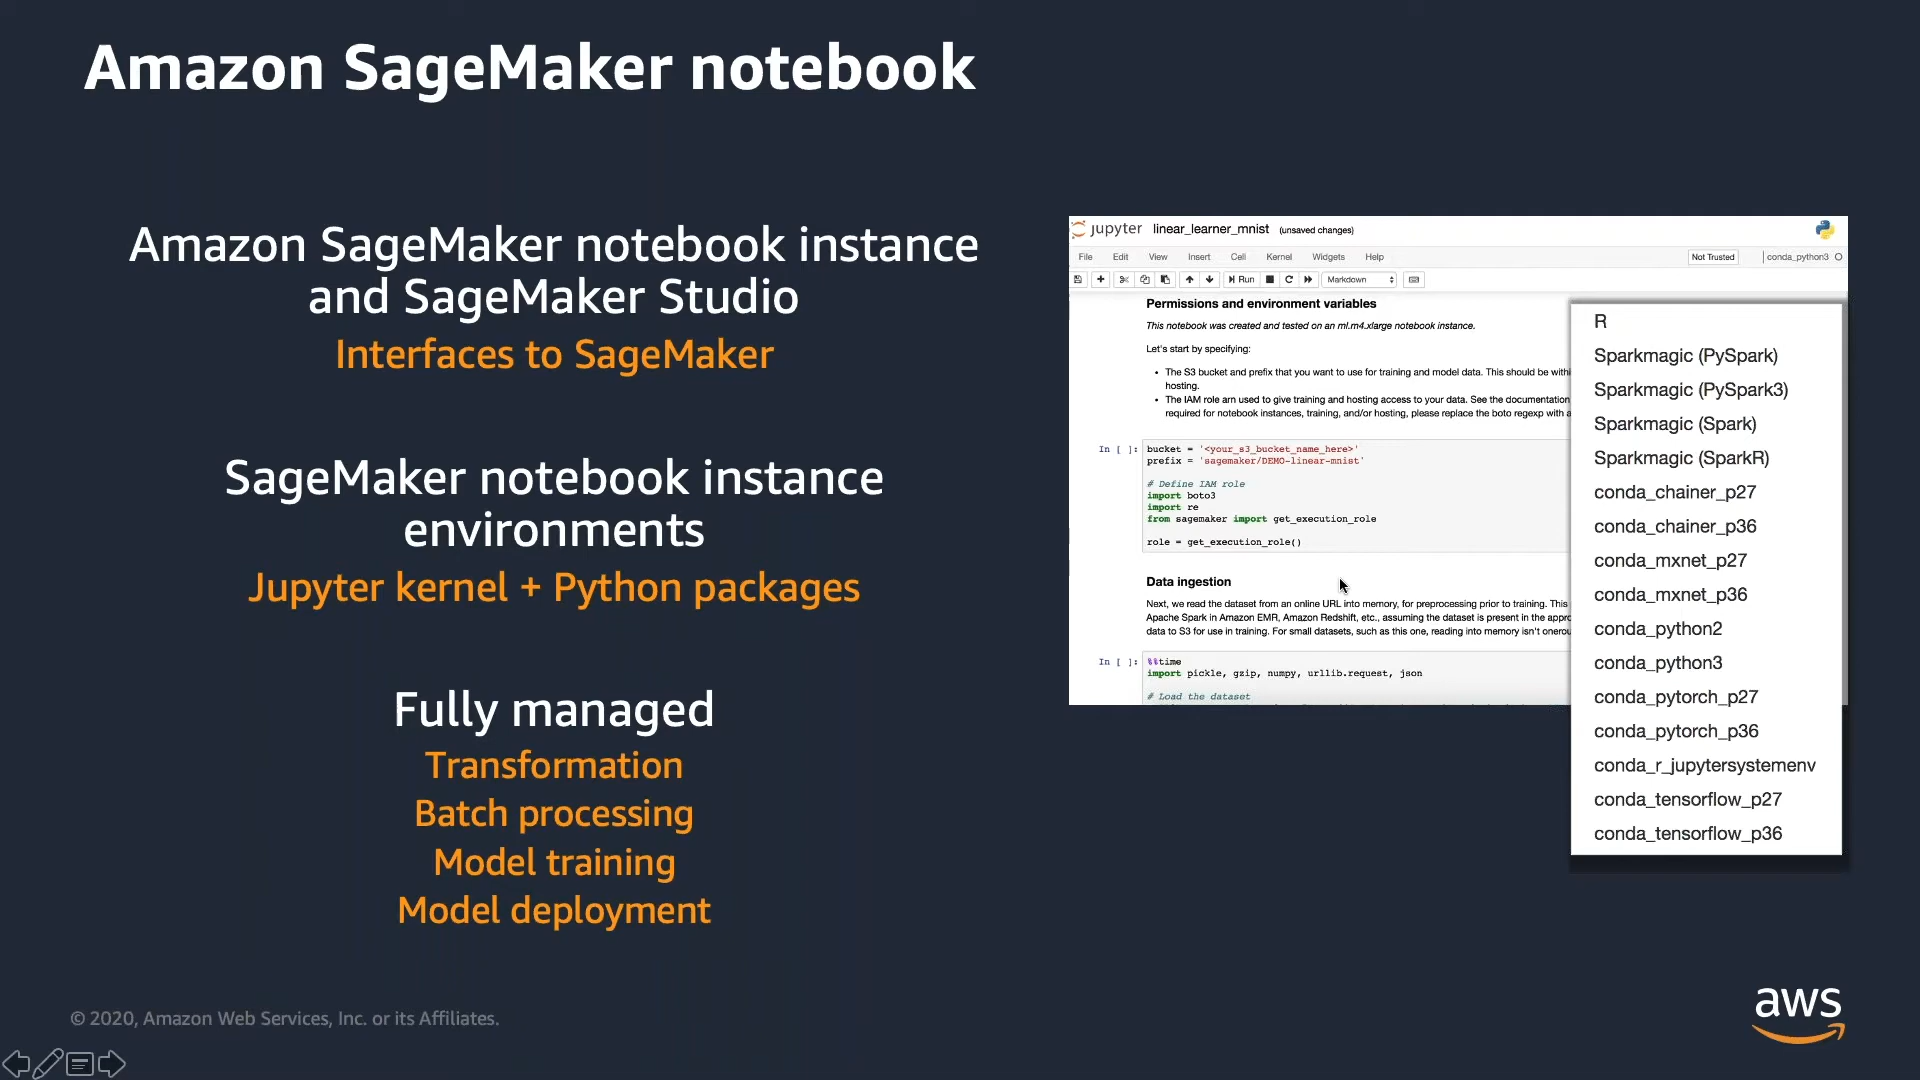 Amazon SageMaker notebook
Amazon SageMaker notebook instance
and SageMaker Studio
Interfaces to SageMaker
SageMaker notebook instance
environments
Jupyter kernel + Python packages
Fully managed
Transformation
Batch processing
Model training
Model deployment
jupyter linear_learner_mnist (unsaved changes)
File Edit View Insert Cell Kernel Widgets Help
Not Trusted
conda_python3
Run
Markdown
Permissions and environment variables
This notebook was created and tested on an ml.m4.xlarge notebook instance.
Let's start by specifying:
• The S3 bucket and prefix that you want to use for training and model data. This should be withi
hosting.
• The IAM role arn used to give training and hosting access to your data. See the documentation
required for notebook instances, training, and/or hosting, please replace the boto regexp with a
In [ ]: bucket = '<your_s3_bucket_name_here>'
prefix = 'sagemaker/DEMO-linear-mnist'
# Define IAM role
import boto3
import re
from sagemaker import get_execution_role
role = get_execution_role()
Data ingestion
Next, we read the dataset from an online URL into memory, for preprocessing prior to training. This
Apache Spark in Amazon EMR, Amazon Redshift, etc., assuming the dataset is present in the appro
data to S3 for use in training. For small datasets, such as this one, reading into memory isn't onerou
In [ ]: %%time
import pickle, gzip, numpy, urllib.request, json
# Load the dataset
R
Sparkmagic (PySpark)
Sparkmagic (PySpark3)
Sparkmagic (Spark)
Sparkmagic (SparkR)
conda_chainer_p27
conda_chainer_p36
conda_mxnet_p27
conda_mxnet_p36
conda_python2
conda_python3
conda_pytorch_p27
conda_pytorch_p36
conda_r_jupytersystemenv
conda_tensorflow_p27
conda_tensorflow_p36
© 2020, Amazon Web Services, Inc. or its Affiliates.
aws